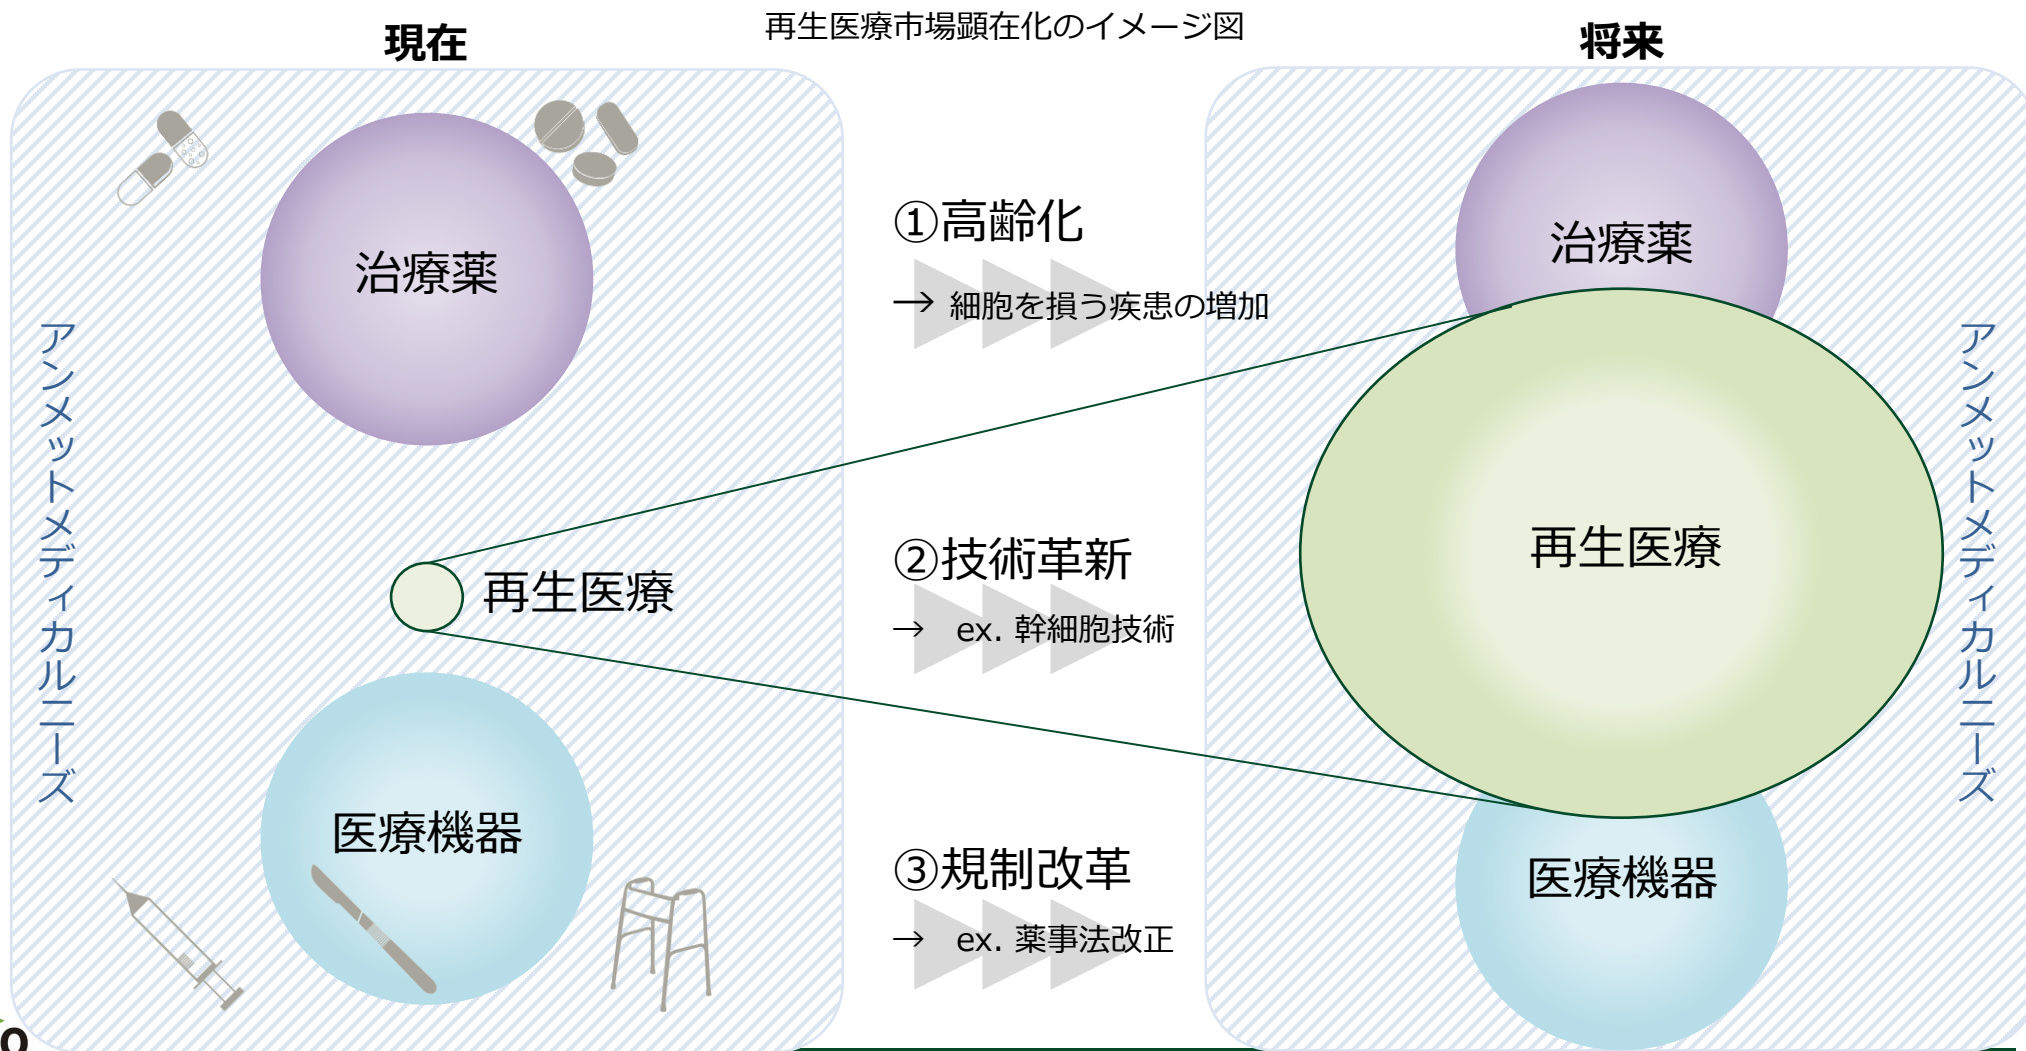 再生医療市場顕在化のイメージ図
現在
将来
アンメットメディカルニーズ
治療薬
再生医療
医療機器
①高齢化
→ 細胞を損う疾患の増加
②技術革新
→ ex. 幹細胞技術
③規制改革
→ ex. 薬事法改正
治療薬
再生医療
医療機器
アンメットメディカルニーズ